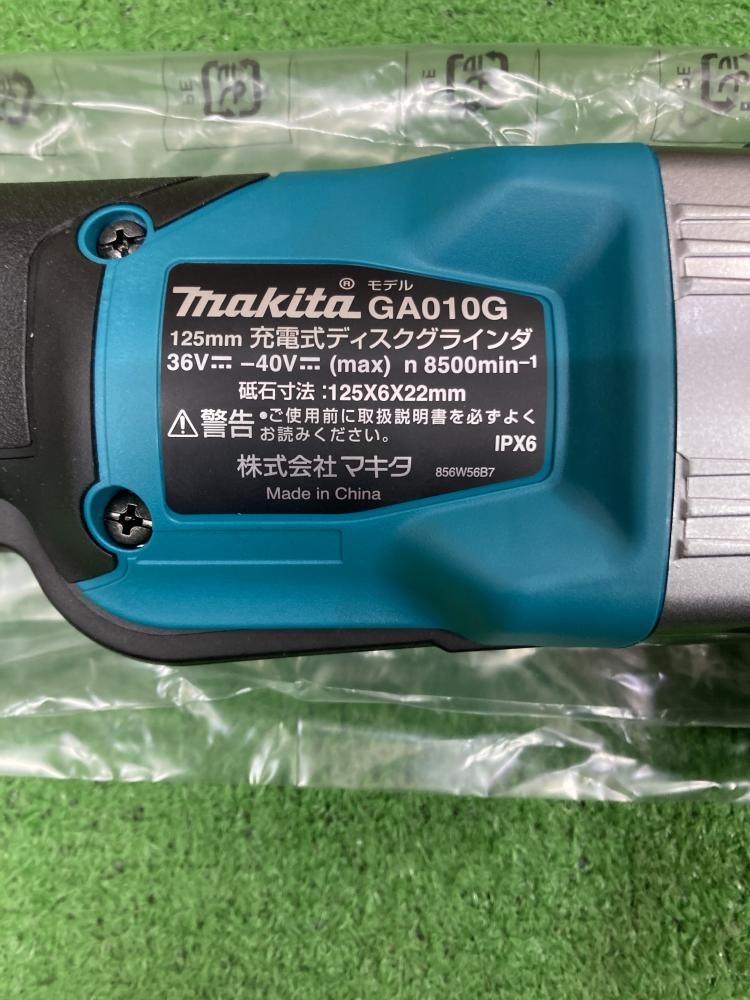 makita® モデル GA010G
125mm 充電式ディスクグラインダ
36V⎓ –40V⎓ (max) n 8500min⁻¹
砥石寸法:125X6X22mm
⚠警告 •ご使用前に取扱説明書を必ずよく
お読みください。
IPX6
株式会社マキタ 856W56B7
Made in China